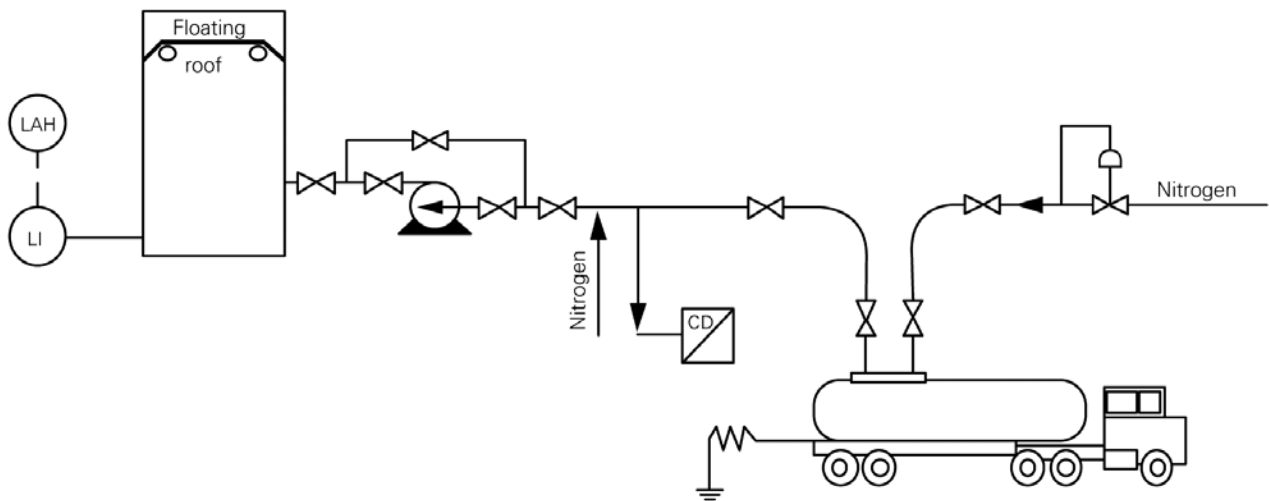 Floating
roof
LAH
LI
Nitrogen
CD
Nitrogen